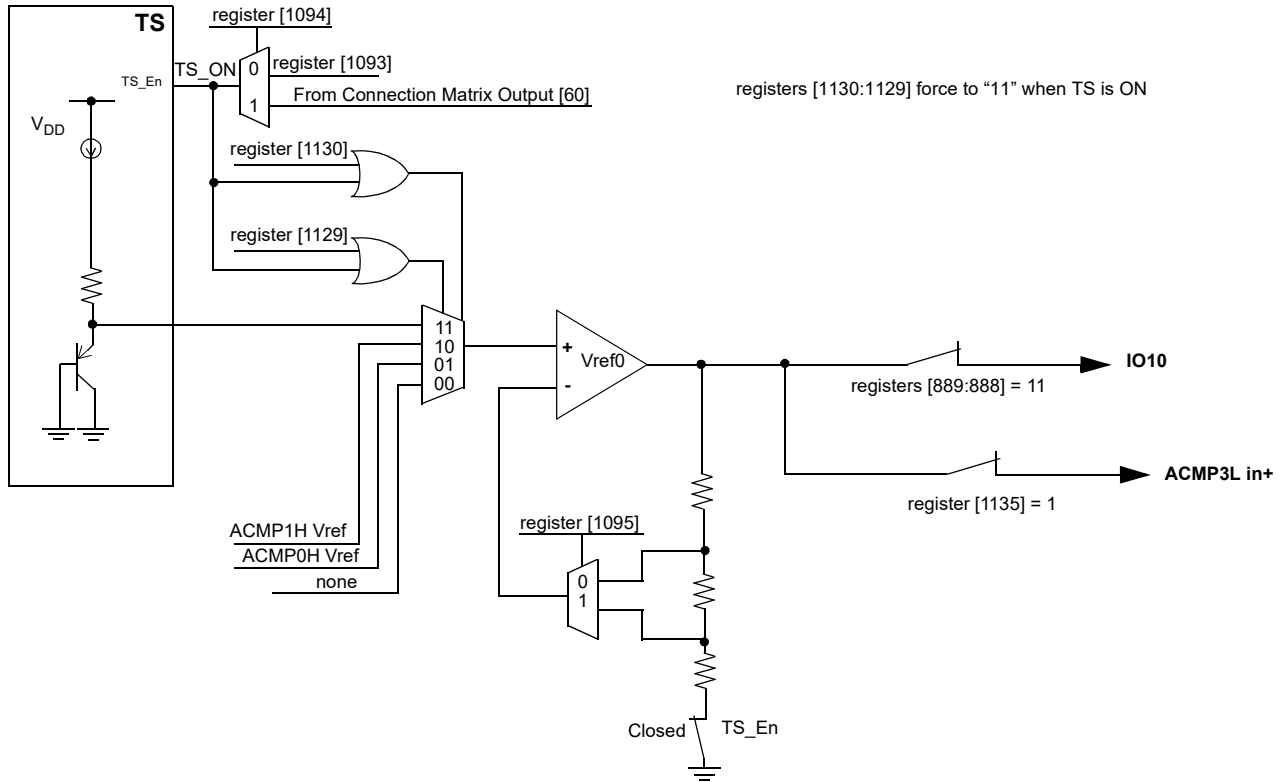 register [1094]
TS
TS_En
TS_ON
0
register [1093]
1
From Connection Matrix Output [60]
registers [1130:1129] force to “11” when TS is ON
VDD
register [1130]
register [1129]
11
10
01
00
+
Vref0
-
IO10
registers [889:888] = 11
ACMP3L in+
register [1135] = 1
ACMP1H Vref
ACMP0H Vref
none
register [1095]
0
1
Closed
TS_En